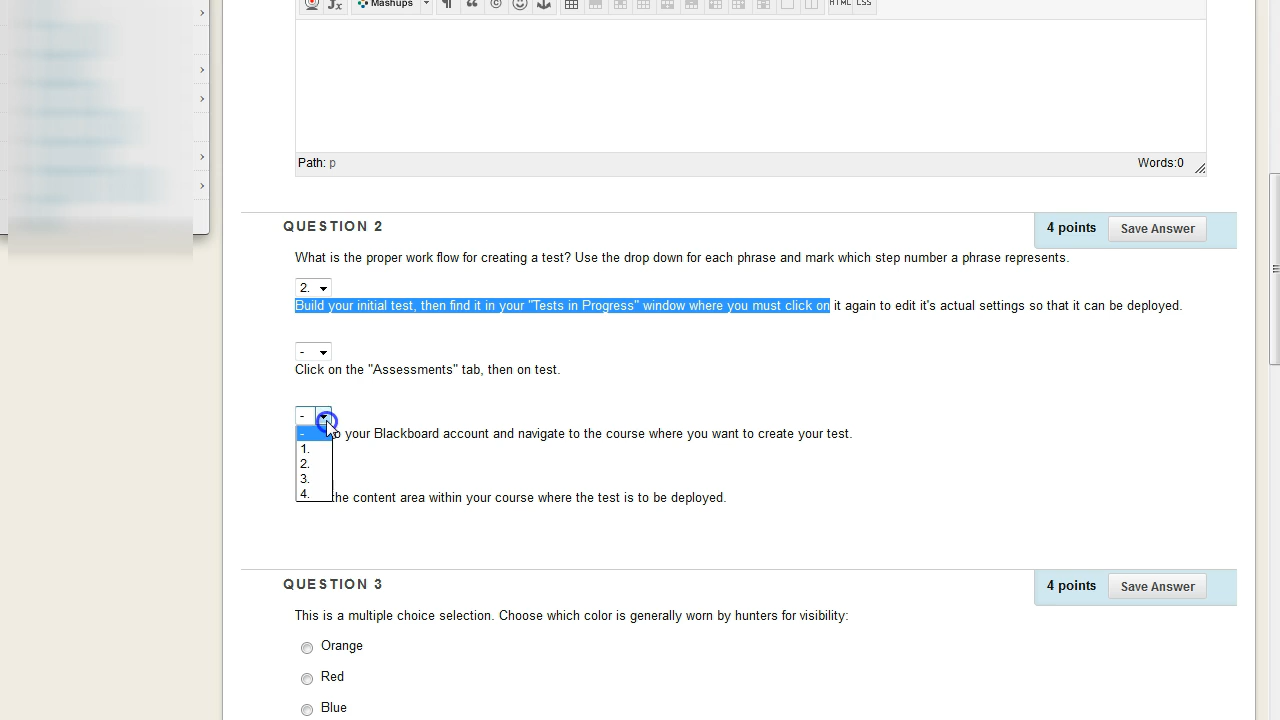 Mashups
HTML CSS
Path: p
Words:0
QUESTION 2
4 points
Save Answer
What is the proper work flow for creating a test? Use the drop down for each phrase and mark which step number a phrase represents.
2.
Build your initial test, then find it in your "Tests in Progress" window where you must click on it again to edit it's actual settings so that it can be deployed.
-
Click on the "Assessments" tab, then on test.
-
-
your Blackboard account and navigate to the course where you want to create your test.
1.
2.
3.
4.
the content area within your course where the test is to be deployed.
QUESTION 3
4 points
Save Answer
This is a multiple choice selection. Choose which color is generally worn by hunters for visibility:
Orange
Red
Blue